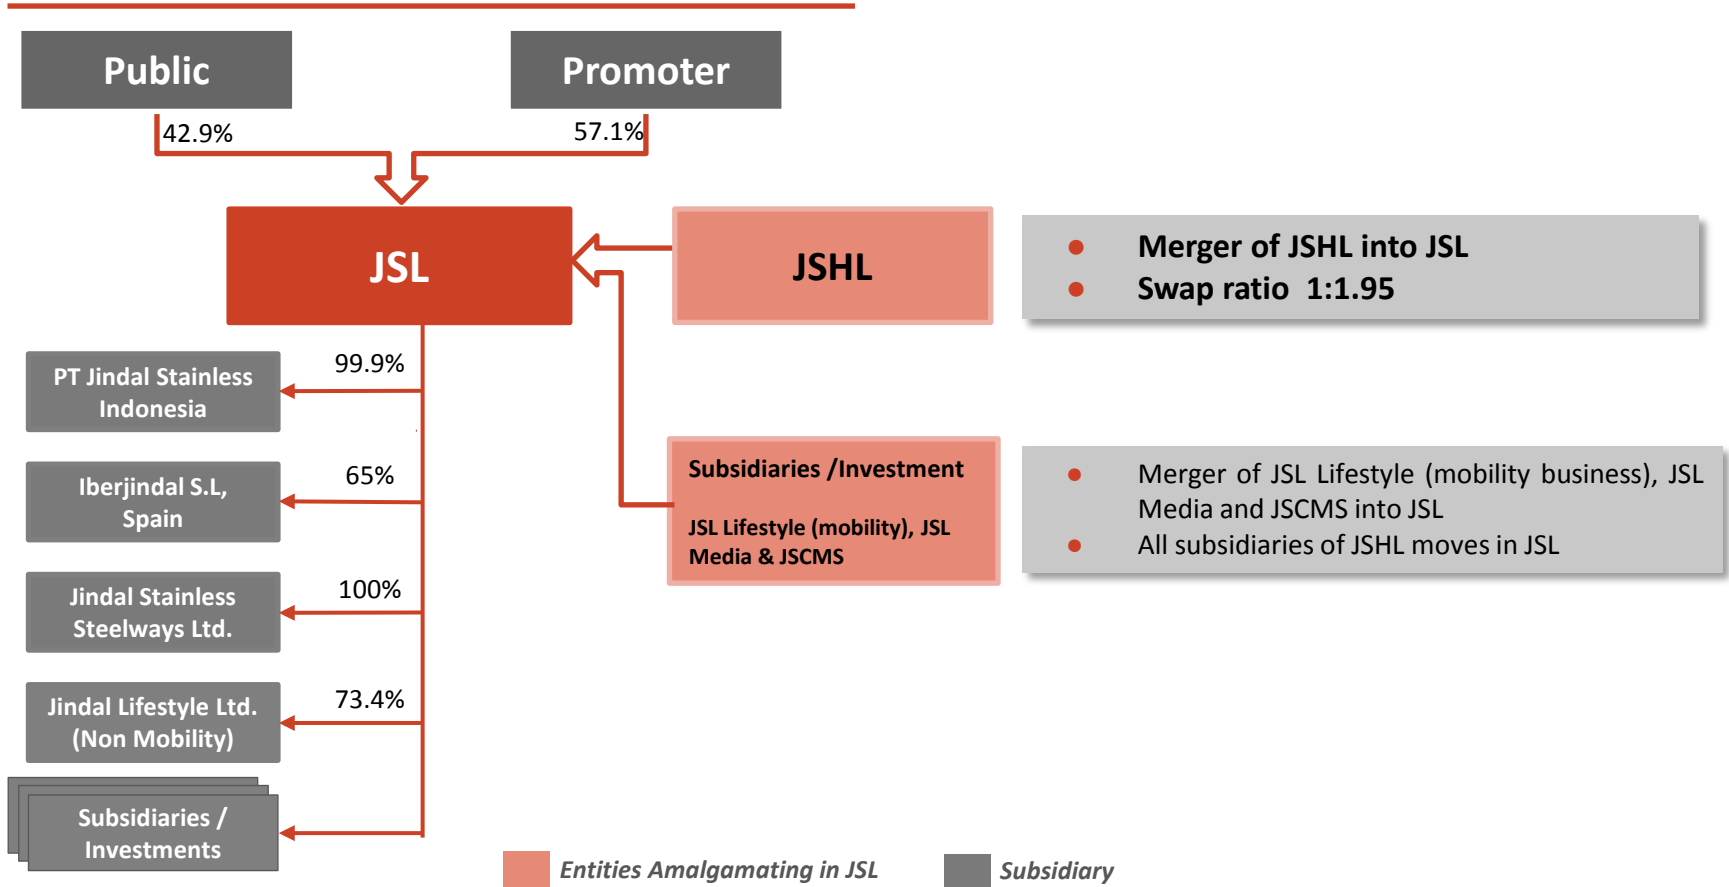 Public
Promoter
42.9%
57.1%
JSL
JSHL
● Merger of JSHL into JSL
● Swap ratio 1:1.95
99.9%
PT Jindal Stainless
Indonesia
65%
Iberjindal S.L,
Spain
Subsidiaries /Investment
JSL Lifestyle (mobility), JSL
Media & JSCMS
● Merger of JSL Lifestyle (mobility business), JSL
Media and JSCMS into JSL
● All subsidiaries of JSHL moves in JSL
100%
Jindal Stainless
Steelways Ltd.
73.4%
Jindal Lifestyle Ltd.
(Non Mobility)
Subsidiaries /
Investments
Entities Amalgamating in JSL
Subsidiary